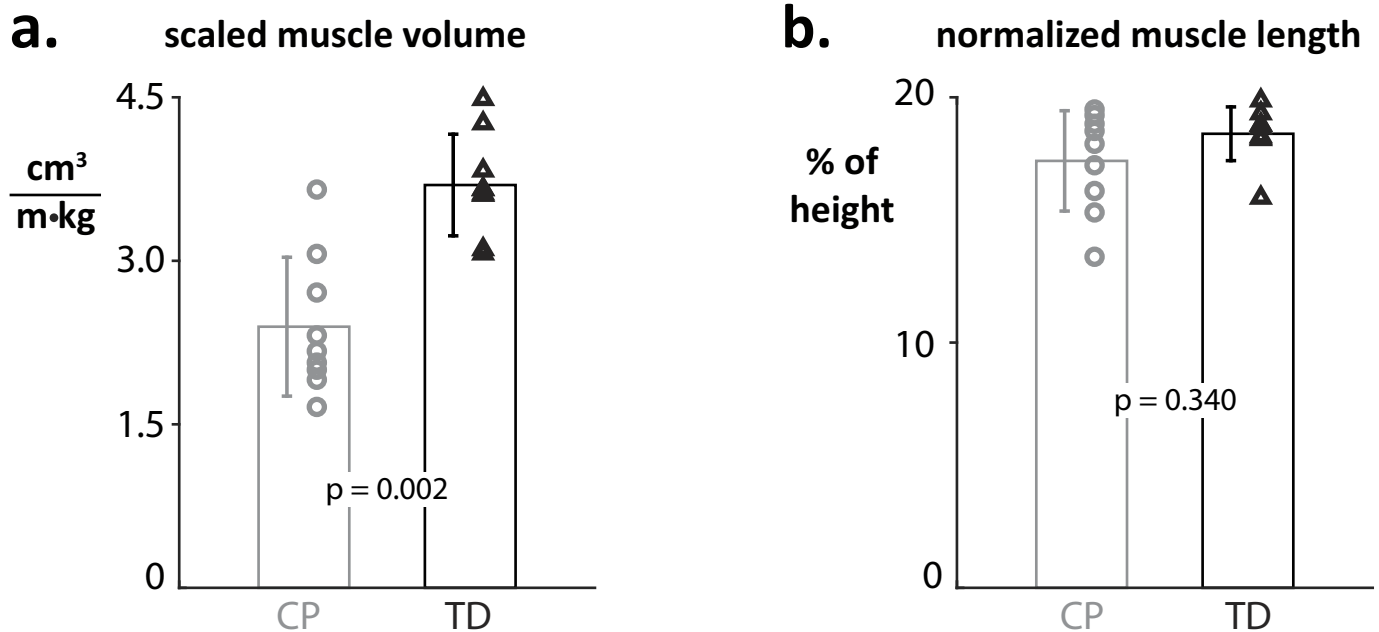 a. scaled muscle volume
4.5
cm³
m•kg
3.0
1.5
p = 0.002
0
CP TD
b. normalized muscle length
20
% of
height
10
p = 0.340
0
CP TD